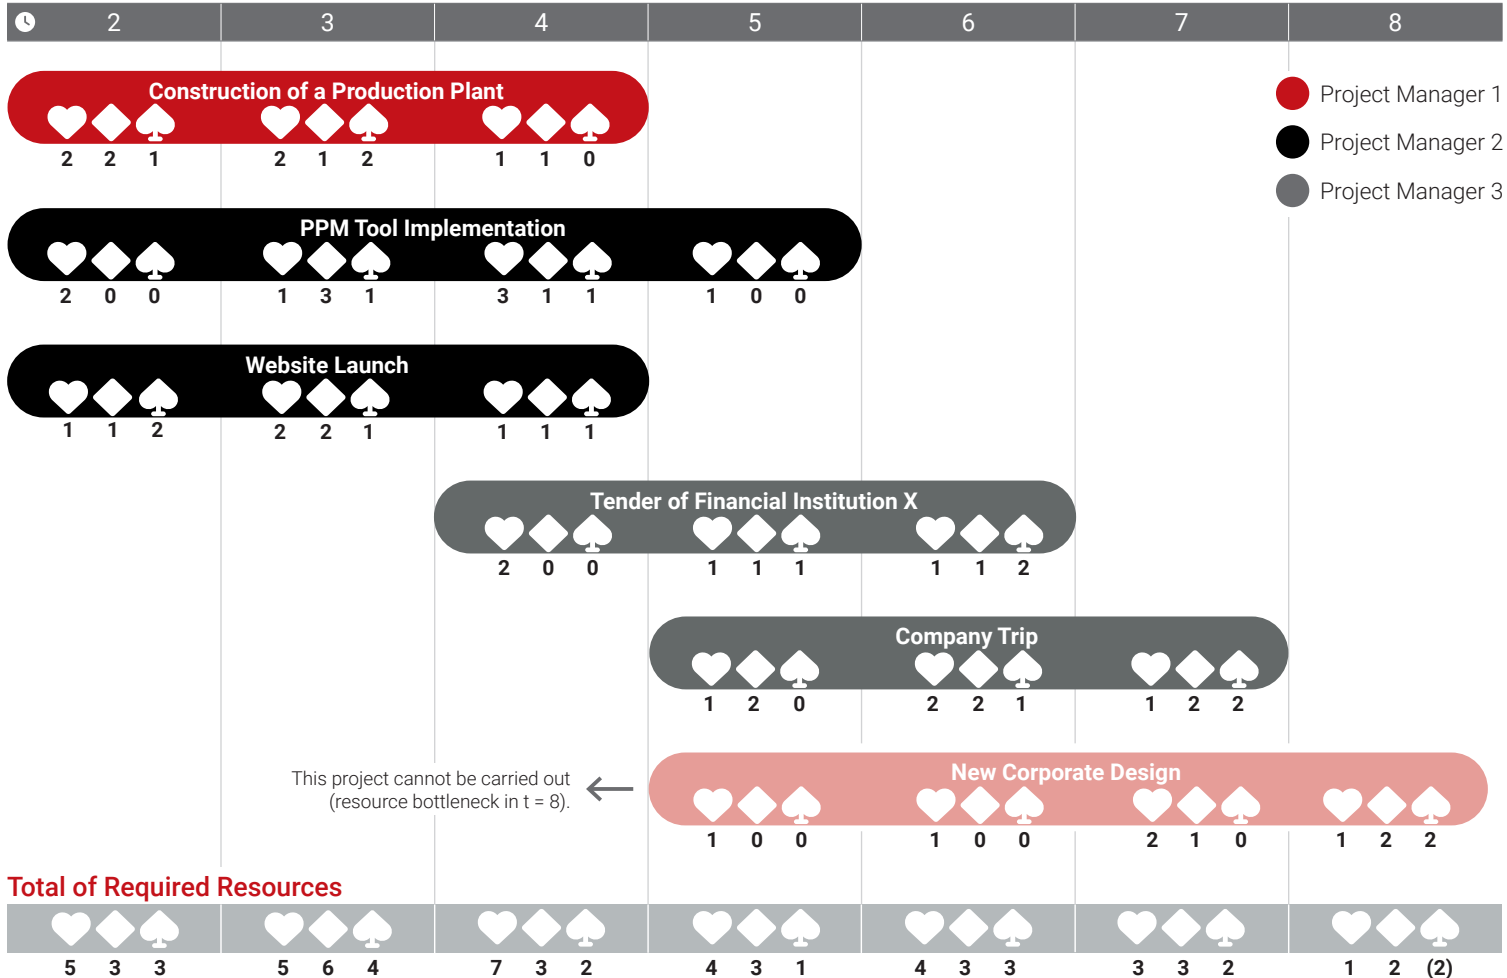 2 3 4 5 6 7 8
Project Manager 1
Project Manager 2
Project Manager 3
Construction of a Production Plant
2 2 1 2 1 2 1 1 0
PPM Tool Implementation
2 0 0 1 3 1 3 1 1 1 0 0
Website Launch
1 1 2 2 2 1 1 1 1
Tender of Financial Institution X
2 0 0 1 1 1 1 1 2
Company Trip
1 2 0 2 2 1 1 2 2
This project cannot be carried out
(resource bottleneck in t = 8).
New Corporate Design
1 0 0 1 0 0 2 1 0 1 2 2
Total of Required Resources
5 3 3 5 6 4 7 3 2 4 3 1 4 3 3 3 3 2 1 2 (2)